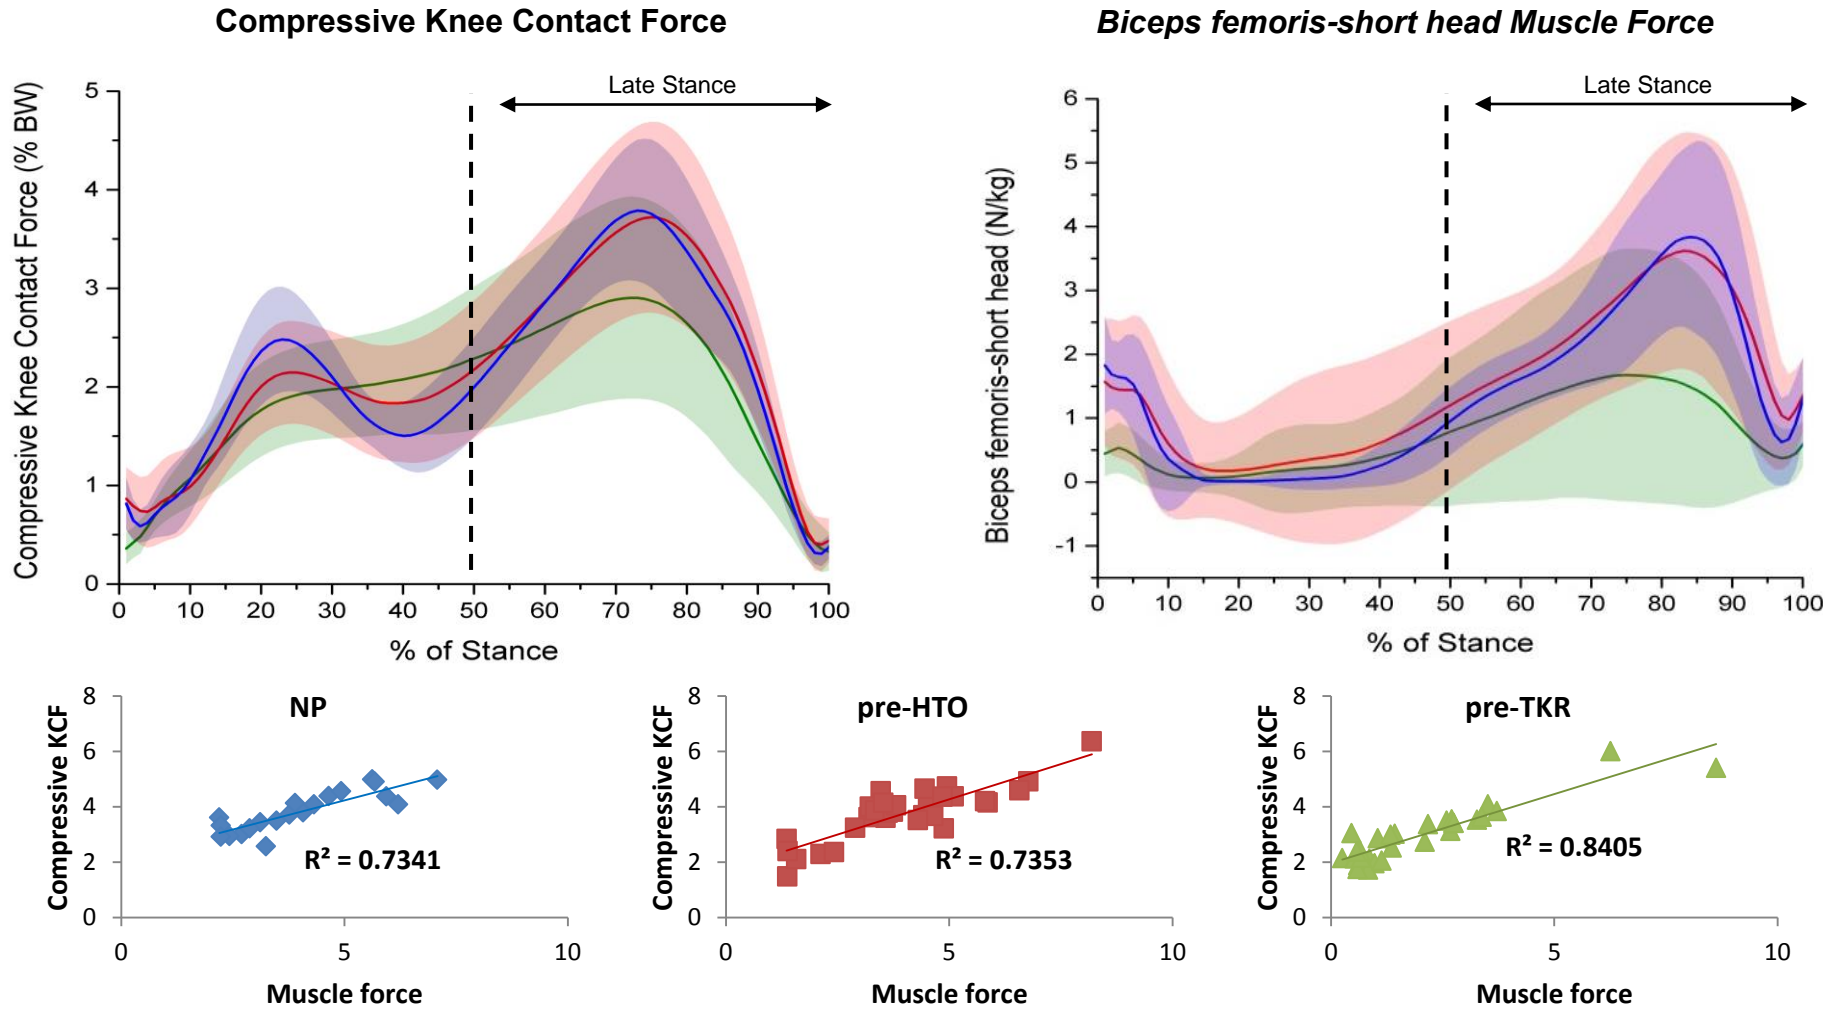 Compressive Knee Contact Force
Biceps femoris-short head Muscle Force
Compressive Knee Contact Force (% BW)
5
4
3
2
1
0
Late Stance
0 10 20 30 40 50 60 70 80 90 100
% of Stance
Biceps femoris-short head (N/kg)
6
5
4
3
2
1
0
-1
Late Stance
0 10 20 30 40 50 60 70 80 90 100
% of Stance
Compressive KCF
8
6
4
2
0
NP
R² = 0.7341
0 5 10
Muscle force
Compressive KCF
8
6
4
2
0
pre-HTO
R² = 0.7353
0 5 10
Muscle force
Compressive KCF
8
6
4
2
0
pre-TKR
R² = 0.8405
0 5 10
Muscle force